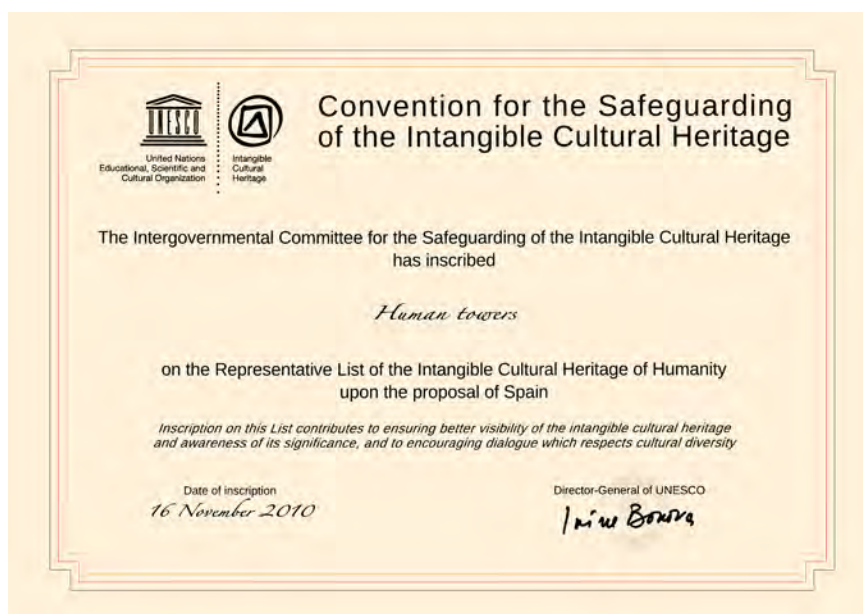 Convention for the Safeguarding
of the Intangible Cultural Heritage
UNESCO
United Nations
Educational, Scientific and
Cultural Organization
Intangible
Cultural
Heritage
The Intergovernmental Committee for the Safeguarding of the Intangible Cultural Heritage
has inscribed
Human towers
on the Representative List of the Intangible Cultural Heritage of Humanity
upon the proposal of Spain
Inscription on this List contributes to ensuring better visibility of the intangible cultural heritage
and awareness of its significance, and to encouraging dialogue which respects cultural diversity
Date of inscription
16 November 2010
Director-General of UNESCO
Irina Bokova